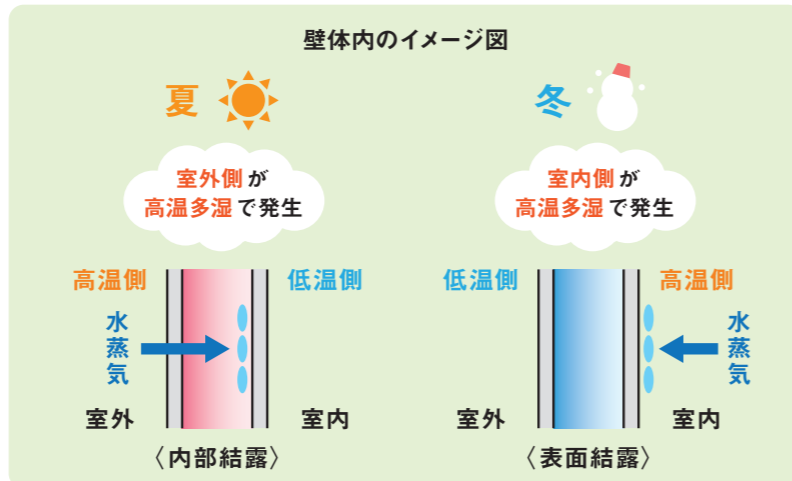 壁体内のイメージ図
夏
室外側が
高温多湿で発生
高温側
低温側
水蒸気
室外
室内
〈内部結露〉
冬
室内側が
高温多湿で発生
低温側
高温側
水蒸気
室外
室内
〈表面結露〉